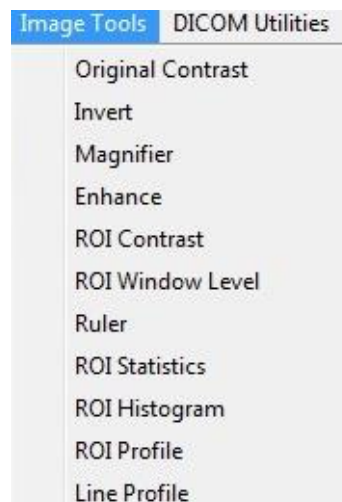 Image Tools DICOM Utilities
Original Contrast
Invert
Magnifier
Enhance
ROI Contrast
ROI Window Level
Ruler
ROI Statistics
ROI Histogram
ROI Profile
Line Profile